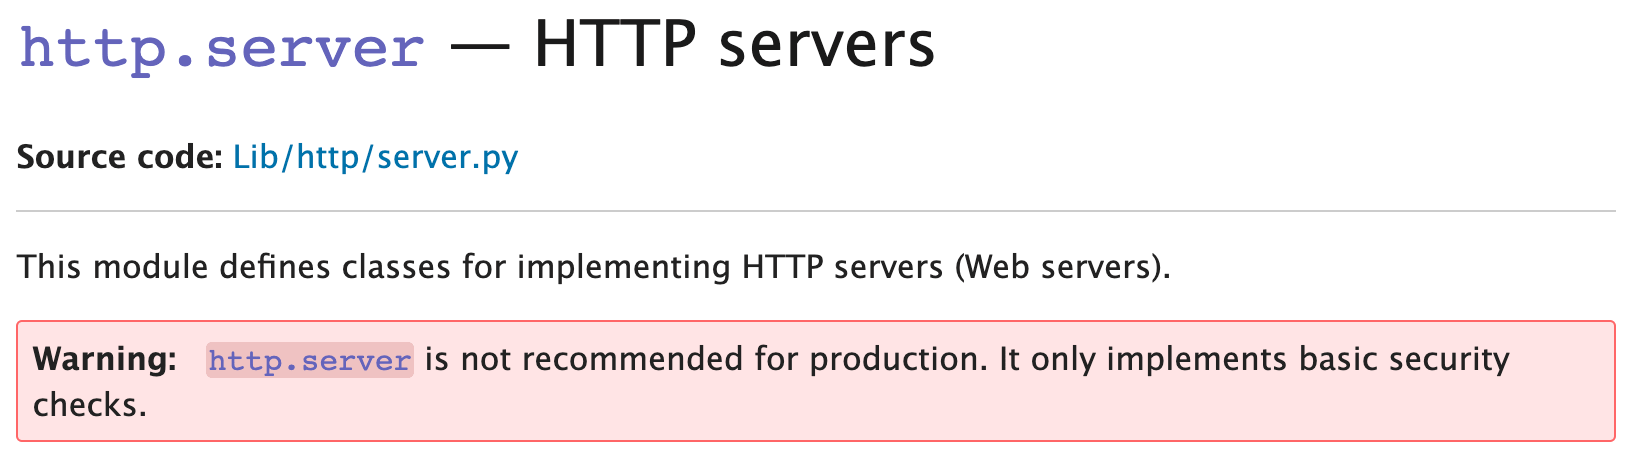 http.server — HTTP servers
Source code: Lib/http/server.py
This module defines classes for implementing HTTP servers (Web servers).
Warning: http.server is not recommended for production. It only implements basic security
checks.